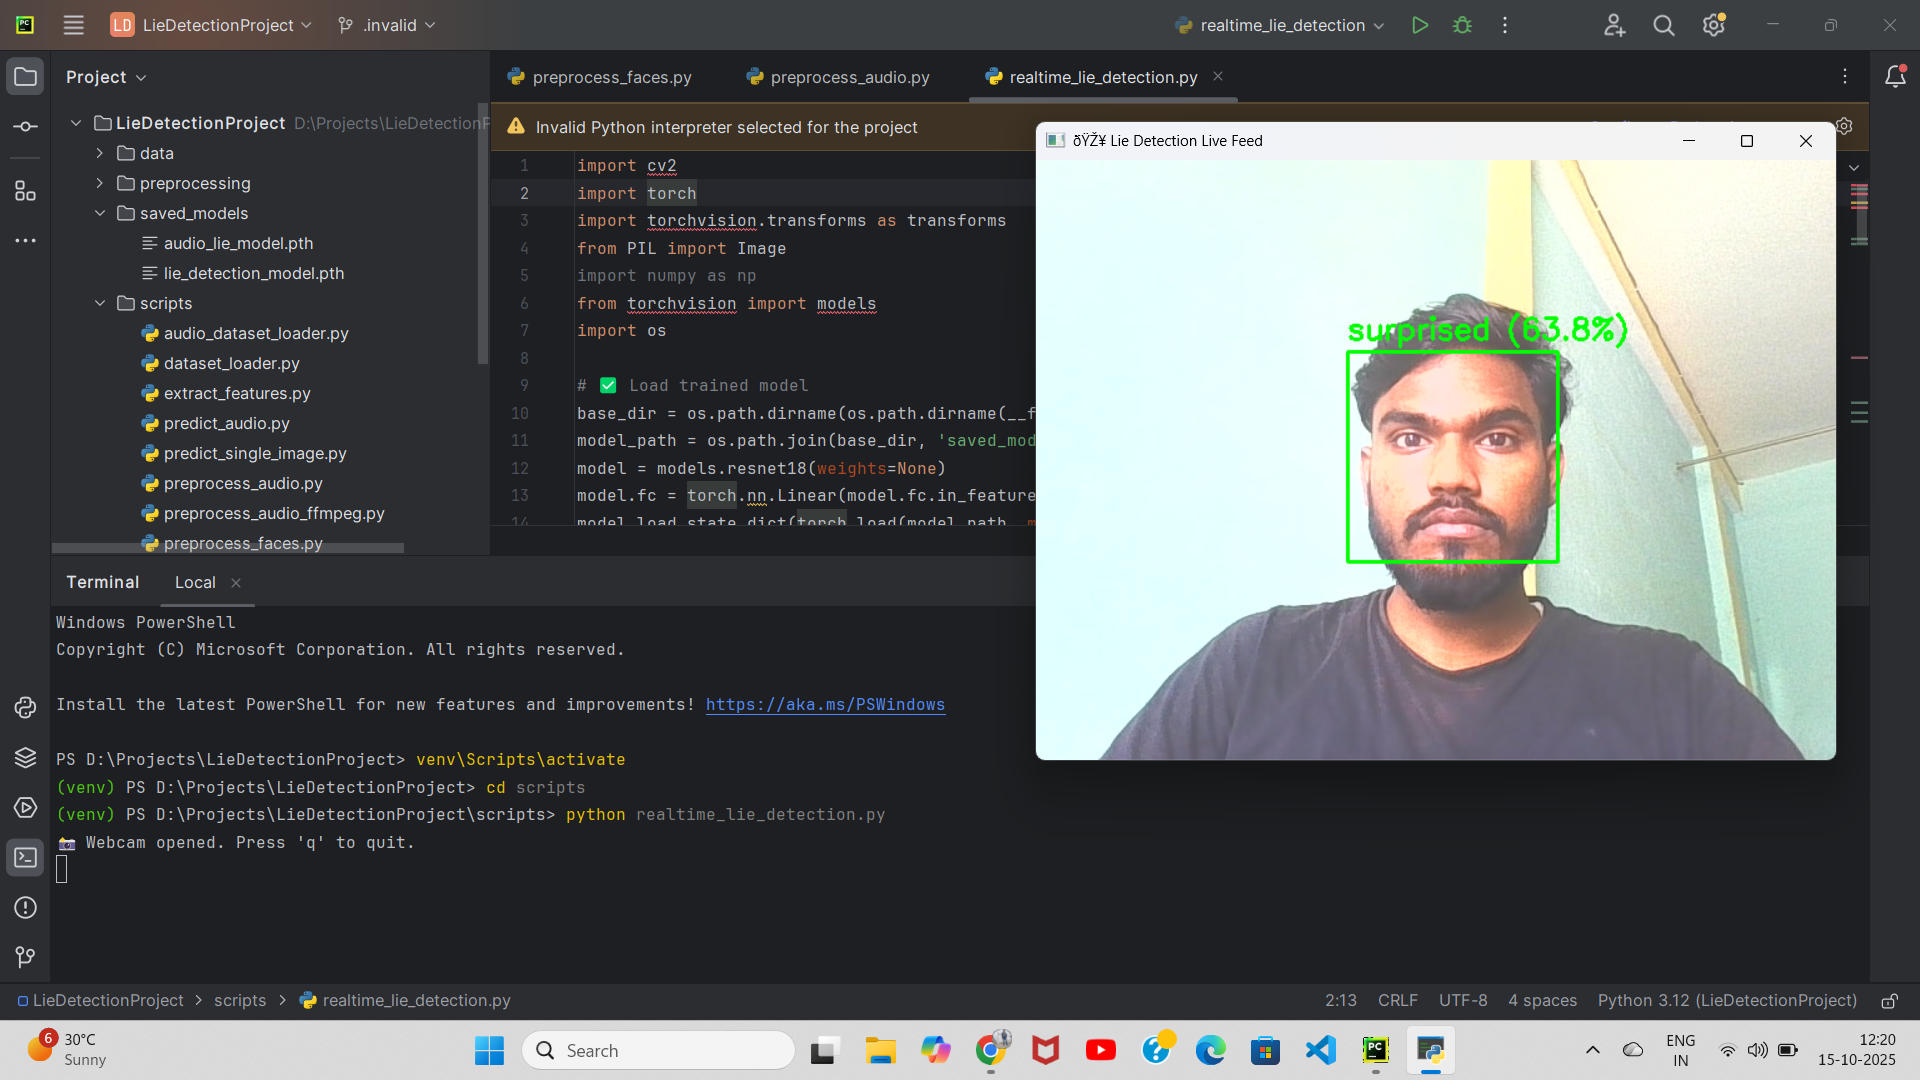 LD LieDetectionProject
.invalid
realtime_lie_detection
Project
preprocess_faces.py
preprocess_audio.py
realtime_lie_detection.py
LieDetectionProject D:\Projects\LieDetectionP
data
preprocessing
saved_models
audio_lie_model.pth
lie_detection_model.pth
scripts
audio_dataset_loader.py
dataset_loader.py
extract_features.py
predict_audio.py
predict_single_image.py
preprocess_audio.py
preprocess_audio_ffmpeg.py
preprocess_faces.py
Invalid Python interpreter selected for the project
1 import cv2
2 import torch
3 import torchvision.transforms as transforms
4 from PIL import Image
5 import numpy as np
6 from torchvision import models
7 import os
8
9 # ✅ Load trained model
10 base_dir = os.path.dirname(os.path.dirname(__f
11 model_path = os.path.join(base_dir, 'saved_mod
12 model = models.resnet18(weights=None)
13 model.fc = torch.nn.Linear(model.fc.in_feature
14 model.load_state_dict(torch.load(model_path, m
ðŸŽ¥ Lie Detection Live Feed
surprised (63.8%)
Terminal
Local
Windows PowerShell
Copyright (C) Microsoft Corporation. All rights reserved.
Install the latest PowerShell for new features and improvements! https://aka.ms/PSWindows
PS D:\Projects\LieDetectionProject> venv\Scripts\activate
(venv) PS D:\Projects\LieDetectionProject> cd scripts
(venv) PS D:\Projects\LieDetectionProject\scripts> python realtime_lie_detection.py
📷 Webcam opened. Press 'q' to quit.
LieDetectionProject > scripts > realtime_lie_detection.py
2:13 CRLF UTF-8 4 spaces Python 3.12 (LieDetectionProject)
6
30°C
Sunny
Search
ENG
IN
12:20
15-10-2025